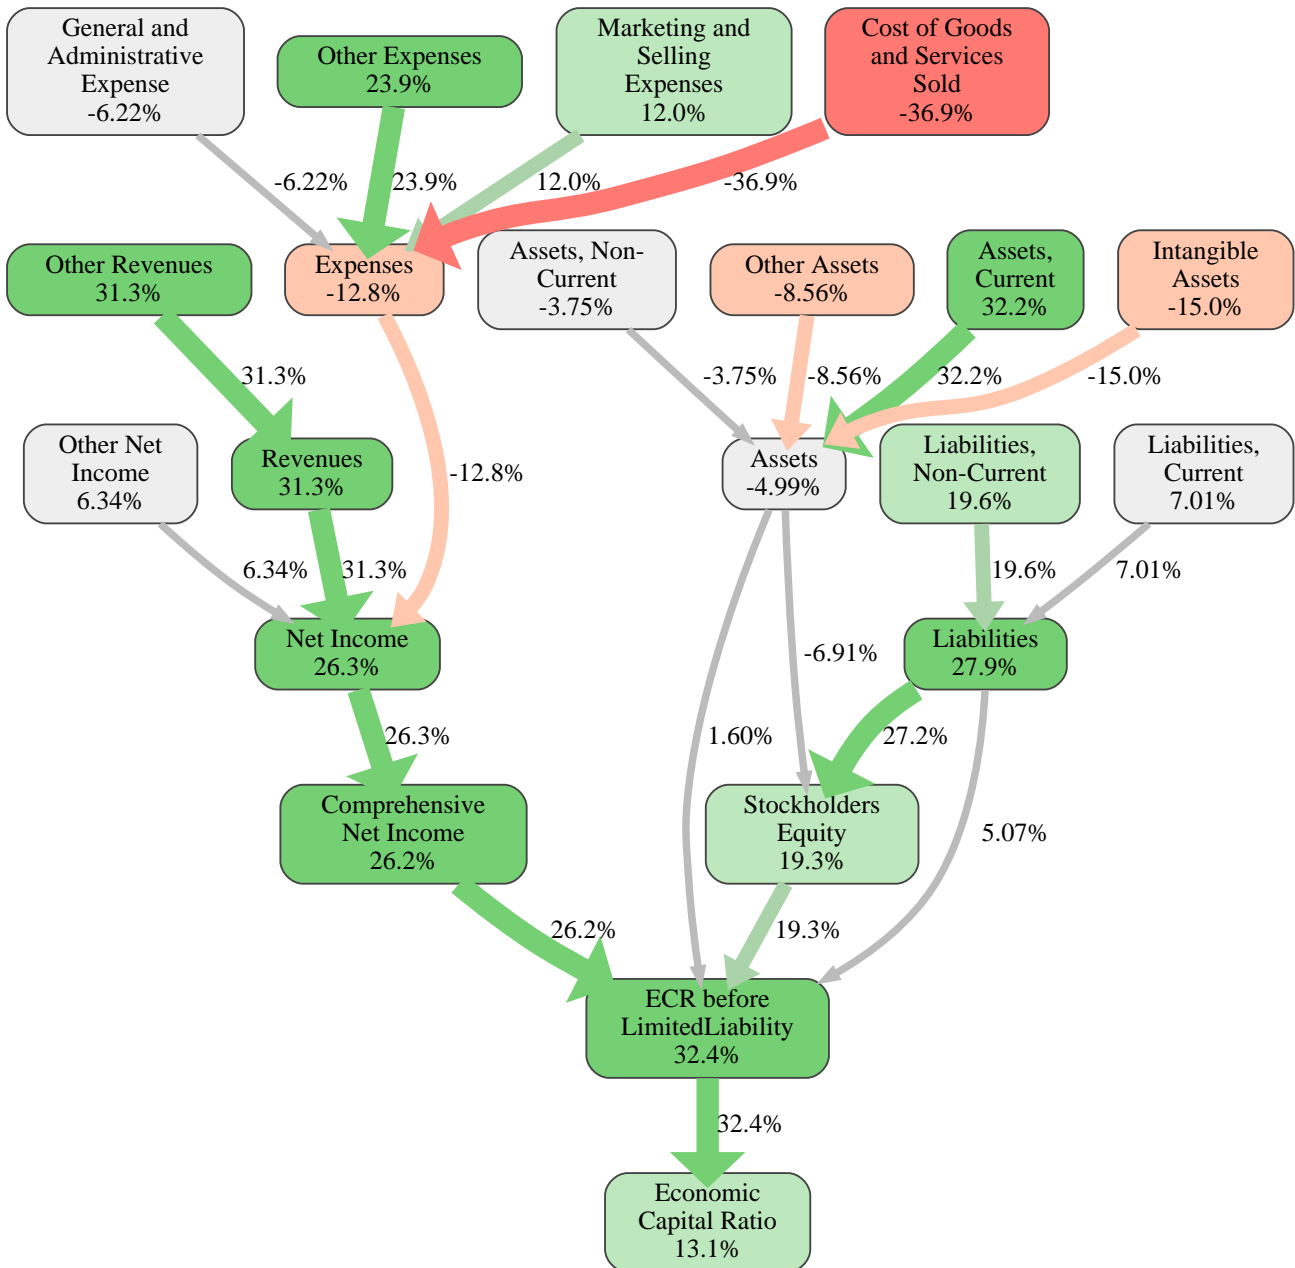 General and
Administrative
Expense
-6.22%
Other Expenses
23.9%
Marketing and
Selling
Expenses
12.0%
Cost of Goods
and Services
Sold
-36.9%
-6.22%
23.9%
12.0%
-36.9%
Other Revenues
31.3%
Expenses
-12.8%
Assets, Non-
Current
-3.75%
Other Assets
-8.56%
Assets,
Current
32.2%
Intangible
Assets
-15.0%
31.3%
-3.75%
-8.56%
32.2%
-15.0%
Other Net
Income
6.34%
Revenues
31.3%
-12.8%
Assets
-4.99%
Liabilities,
Non-Current
19.6%
Liabilities,
Current
7.01%
6.34%
31.3%
19.6%
7.01%
Net Income
26.3%
-6.91%
Liabilities
27.9%
26.3%
1.60%
27.2%
Comprehensive
Net Income
26.2%
Stockholders
Equity
19.3%
5.07%
26.2%
19.3%
ECR before
LimitedLiability
32.4%
32.4%
Economic
Capital Ratio
13.1%